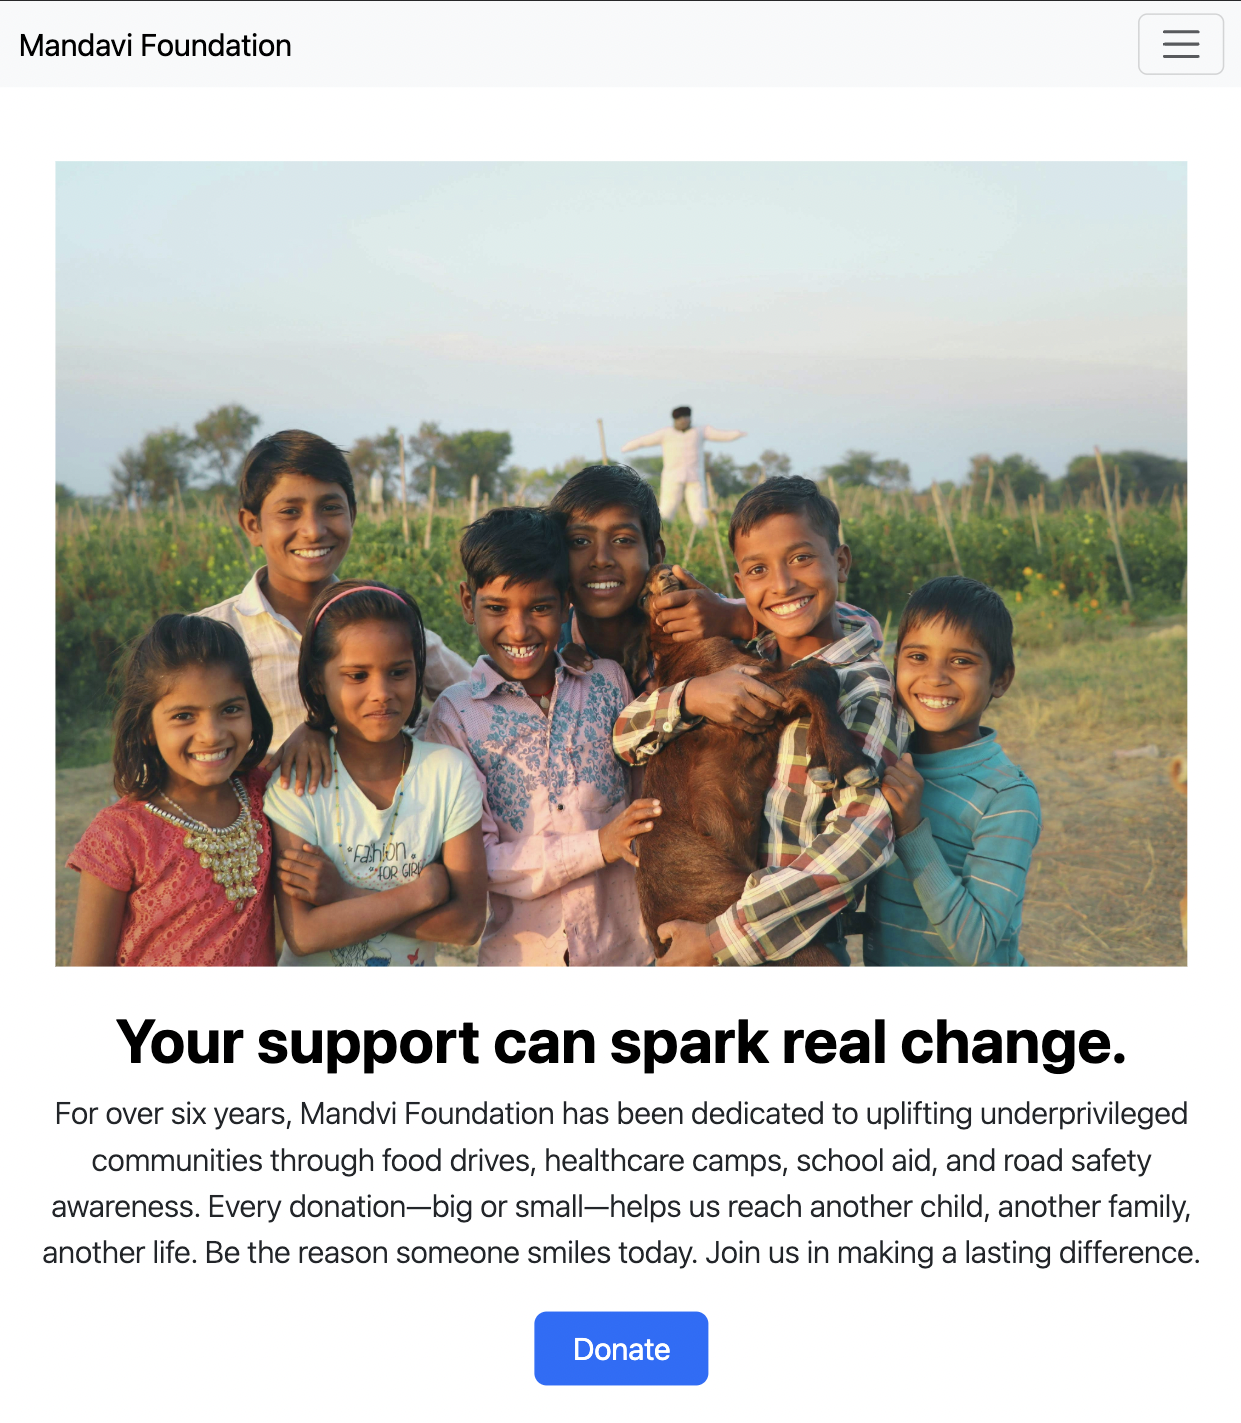 Mandavi Foundation
Fashion
FOR GIRL
Your support can spark real change.
For over six years, Mandvi Foundation has been dedicated to uplifting underprivileged
communities through food drives, healthcare camps, school aid, and road safety
awareness. Every donation—big or small—helps us reach another child, another family,
another life. Be the reason someone smiles today. Join us in making a lasting difference.
Donate